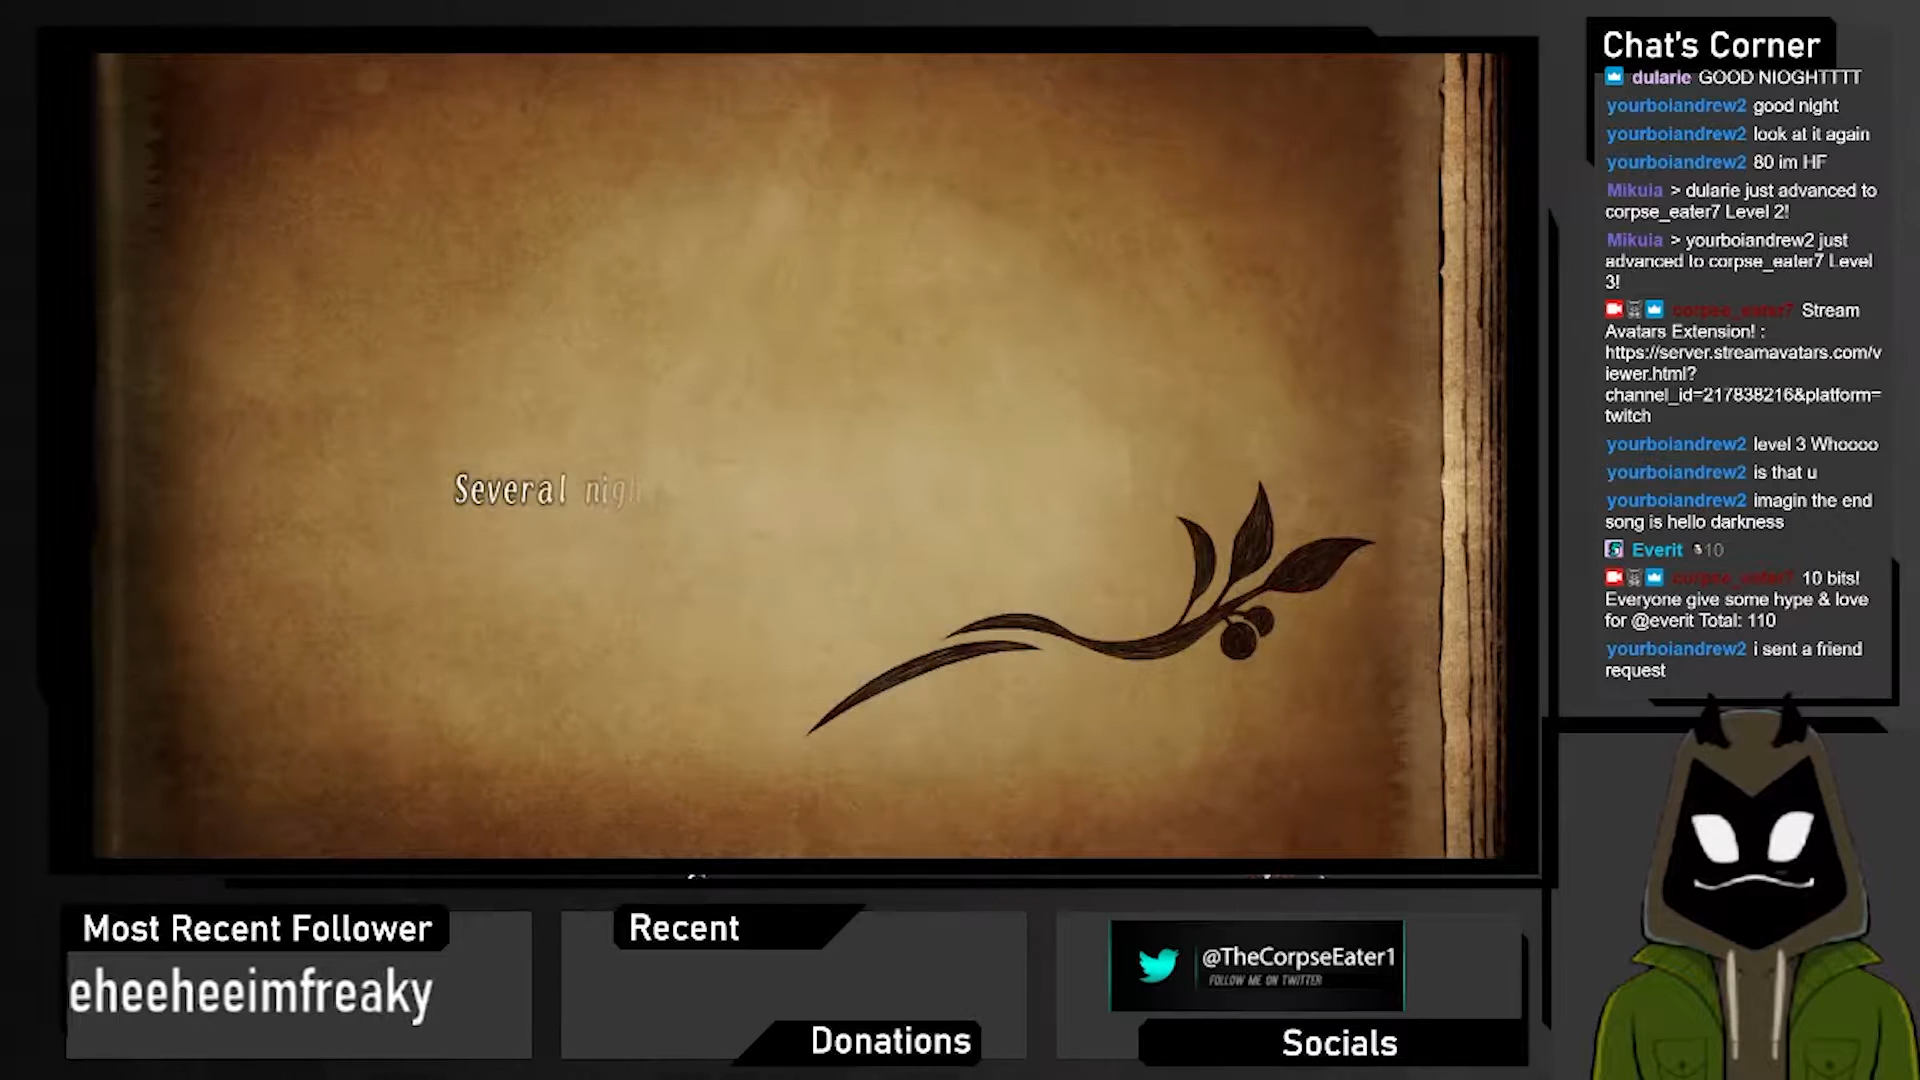 Chat's Corner
dularie GOOD NIOGHTTTT
yourboiandrew2 good night
yourboiandrew2 look at it again
yourboiandrew2 80 im HF
Mikuia > dularie just advanced to
corpse_eater7 Level 2!
Mikuia > yourboiandrew2 just
advanced to corpse_eater7 Level
3!
corpse_eater7 Stream
Avatars Extension! :
https://server.streamavatars.com/v
iewer.html?
channel_id=217838216&platform=
twitch
yourboiandrew2 level 3 Whoooo
yourboiandrew2 is that u
yourboiandrew2 imagin the end
song is hello darkness
Everit 10
corpse_eater7 10 bits!
Everyone give some hype & love
for @everit Total: 110
yourboiandrew2 i sent a friend
request
Several nigh
Most Recent Follower
eheeheeimfreaky
Recent
Donations
@TheCorpseEater1
FOLLOW ME ON TWITTER
Socials